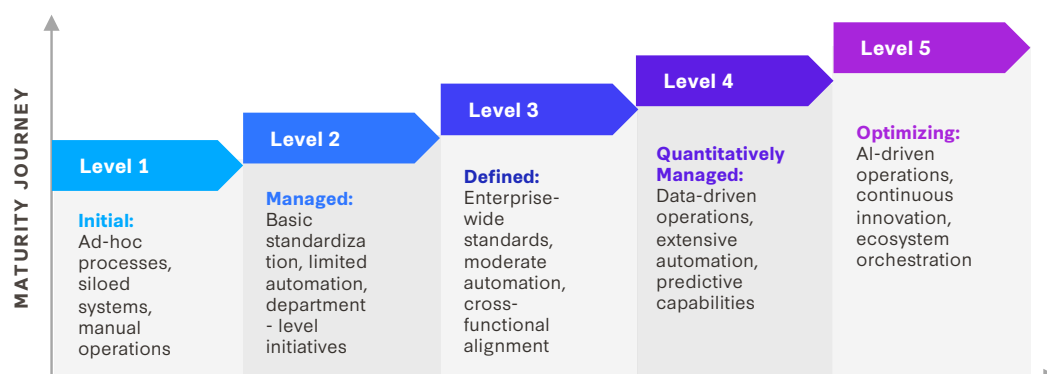 MATURITY JOURNEY
Level 1
Initial:
Ad-hoc
processes,
siloed
systems,
manual
operations
Level 2
Managed:
Basic
standardiza
tion, limited
automation,
department
- level
initiatives
Level 3
Defined:
Enterprise-
wide
standards,
moderate
automation,
cross-
functional
alignment
Level 4
Quantitatively
Managed:
Data-driven
operations,
extensive
automation,
predictive
capabilities
Level 5
Optimizing:
AI-driven
operations,
continuous
innovation,
ecosystem
orchestration